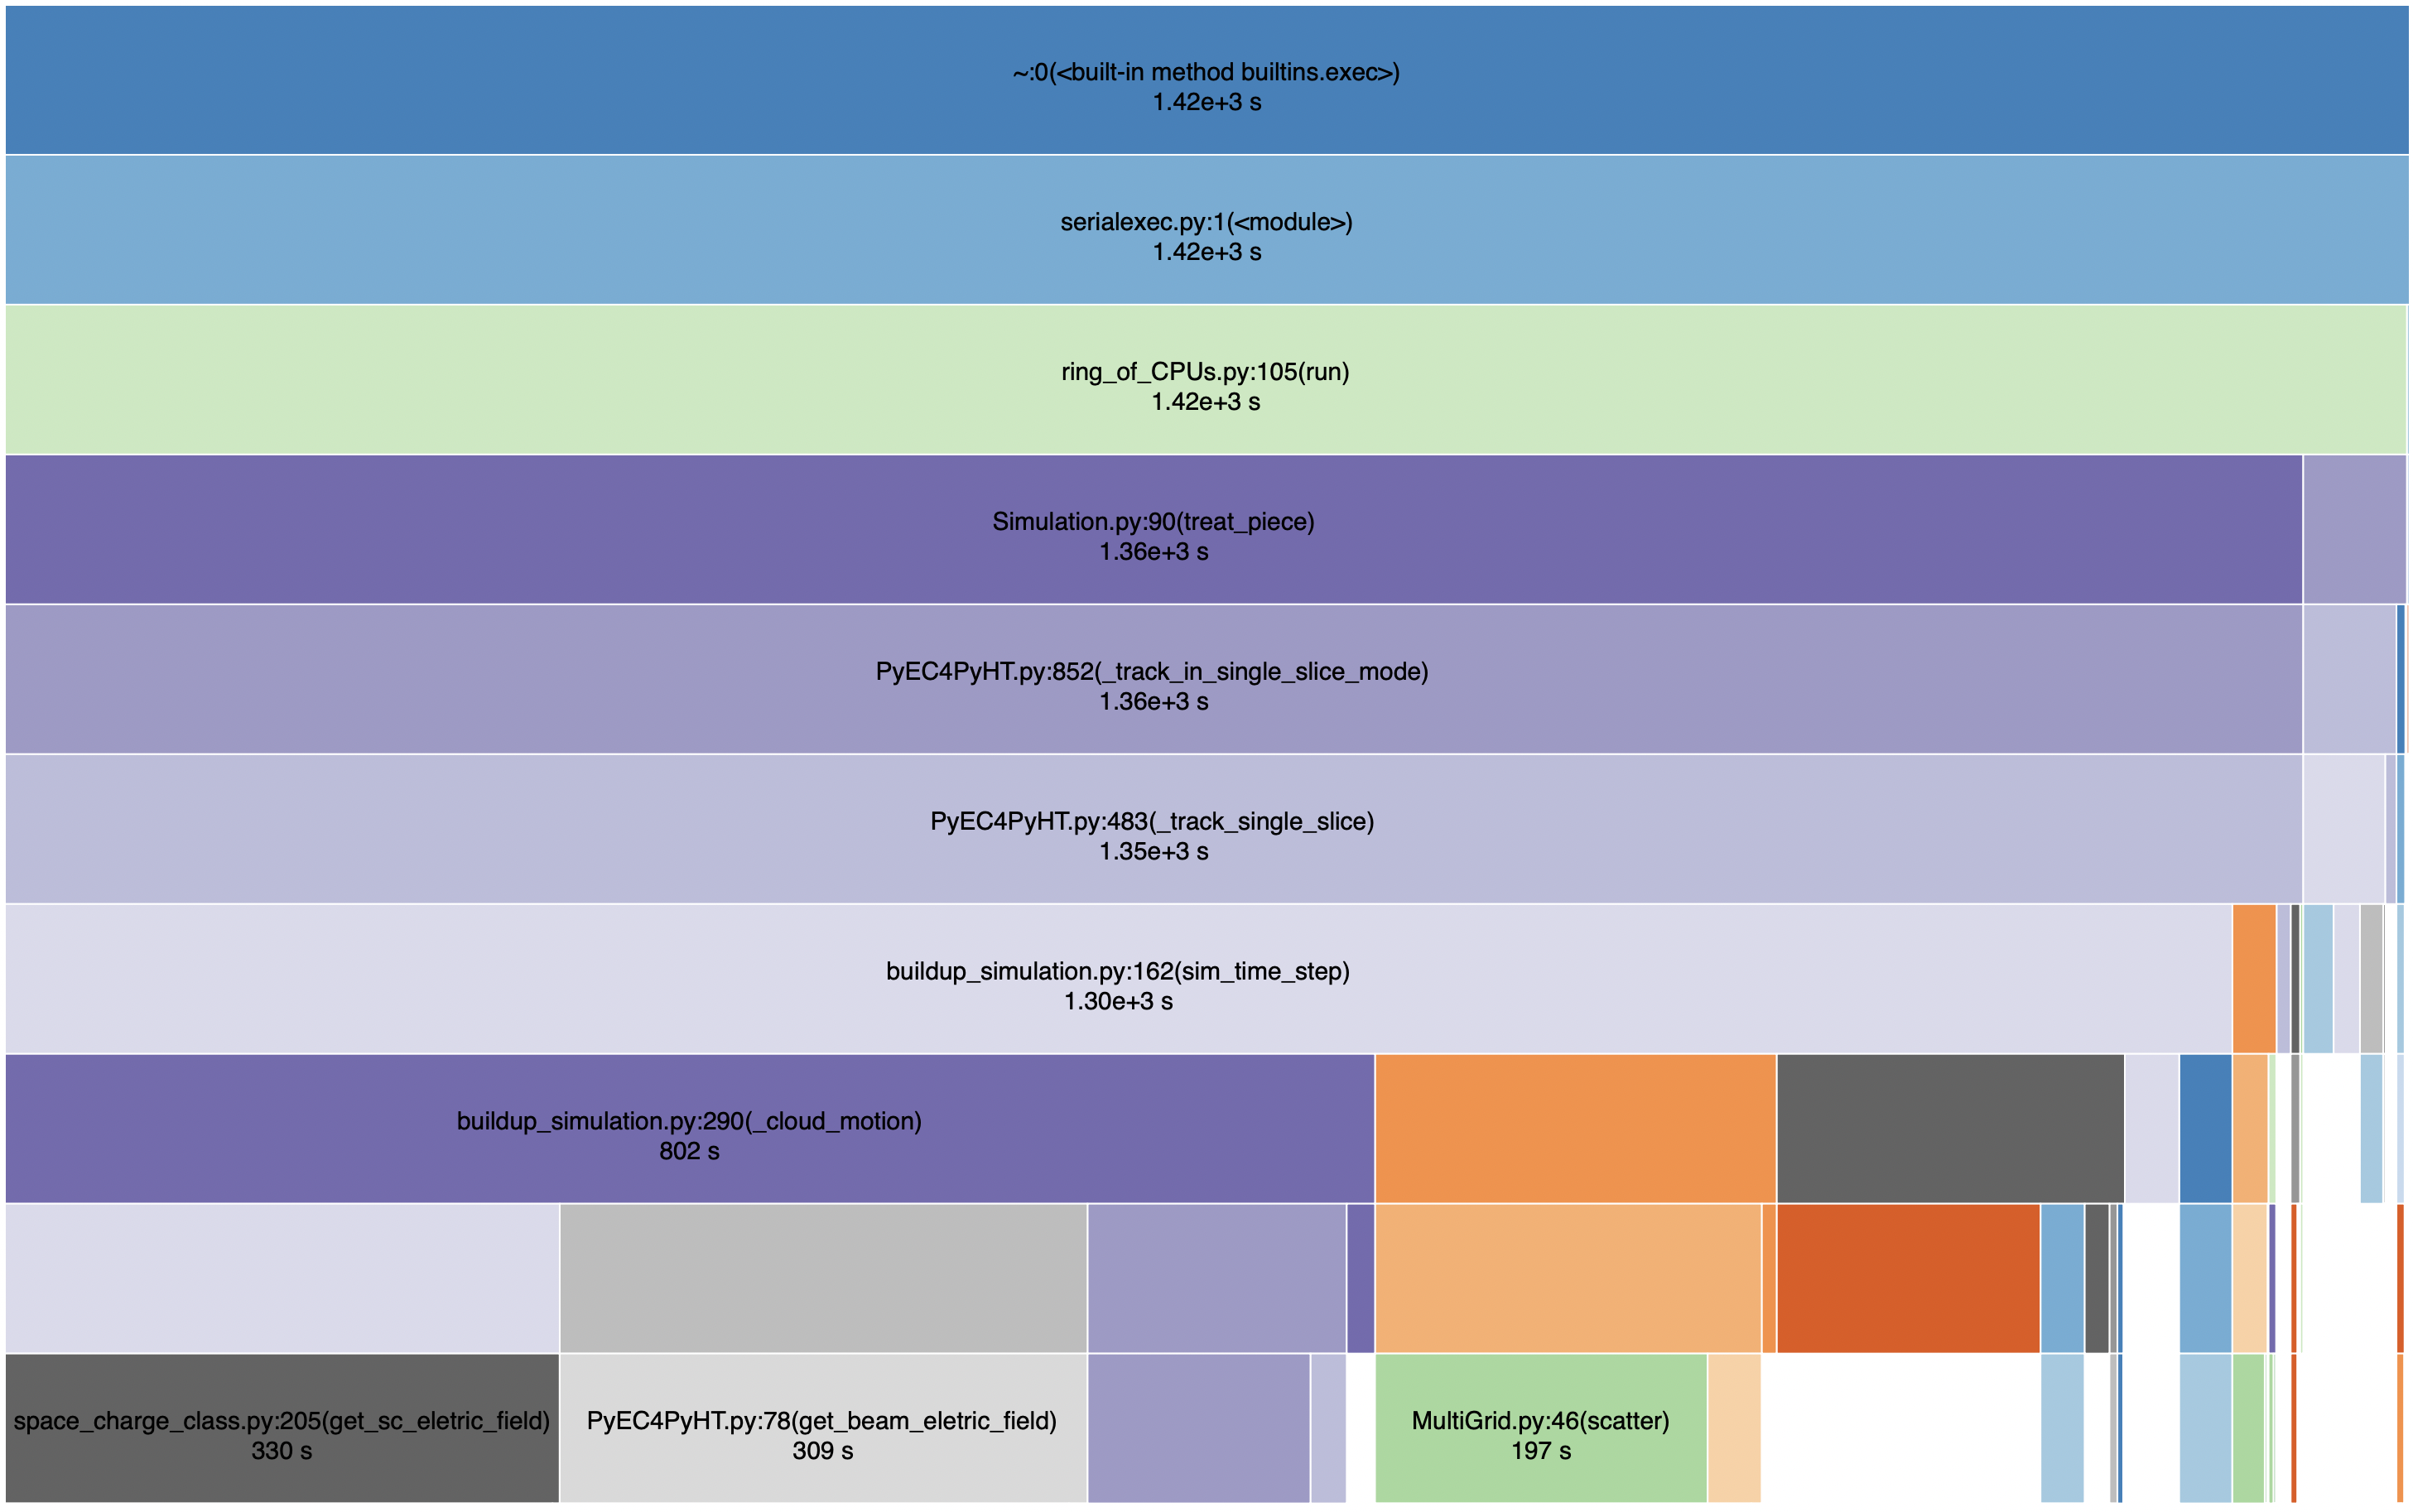 ~:0(<built-in method builtins.exec>)
1.42e+3 s
serialexec.py:1(<module>)
1.42e+3 s
ring_of_CPUs.py:105(run)
1.42e+3 s
Simulation.py:90(treat_piece)
1.36e+3 s
PyEC4PyHT.py:852(_track_in_single_slice_mode)
1.36e+3 s
PyEC4PyHT.py:483(_track_single_slice)
1.35e+3 s
buildup_simulation.py:162(sim_time_step)
1.30e+3 s
buildup_simulation.py:290(_cloud_motion)
802 s
space_charge_class.py:205(get_sc_eletric_field)
330 s
PyEC4PyHT.py:78(get_beam_eletric_field)
309 s
MultiGrid.py:46(scatter)
197 s